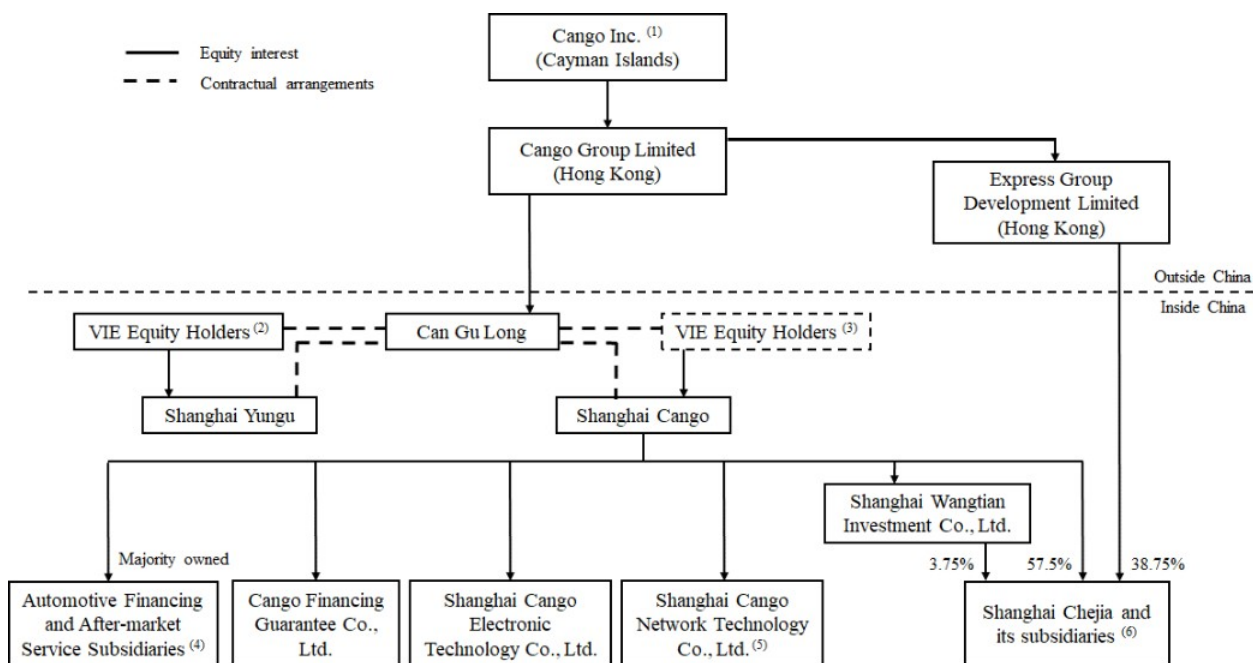 Cango Inc. (1)
(Cayman Islands)
Equity interest
Contractual arrangements
Cango Group Limited
(Hong Kong)
Express Group
Development Limited
(Hong Kong)
Outside China
Inside China
VIE Equity Holders (2)
Can Gu Long
VIE Equity Holders (3)
Shanghai Yungu
Shanghai Cango
Shanghai Wangtian
Investment Co., Ltd.
Majority owned
3.75%
57.5%
38.75%
Automotive Financing
and After-market
Service Subsidiaries (4)
Cango Financing
Guarantee Co.,
Ltd.
Shanghai Cango
Electronic
Technology Co., Ltd.
Shanghai Cango
Network Technology
Co., Ltd. (5)
Shanghai Chejia and
its subsidiaries (6)